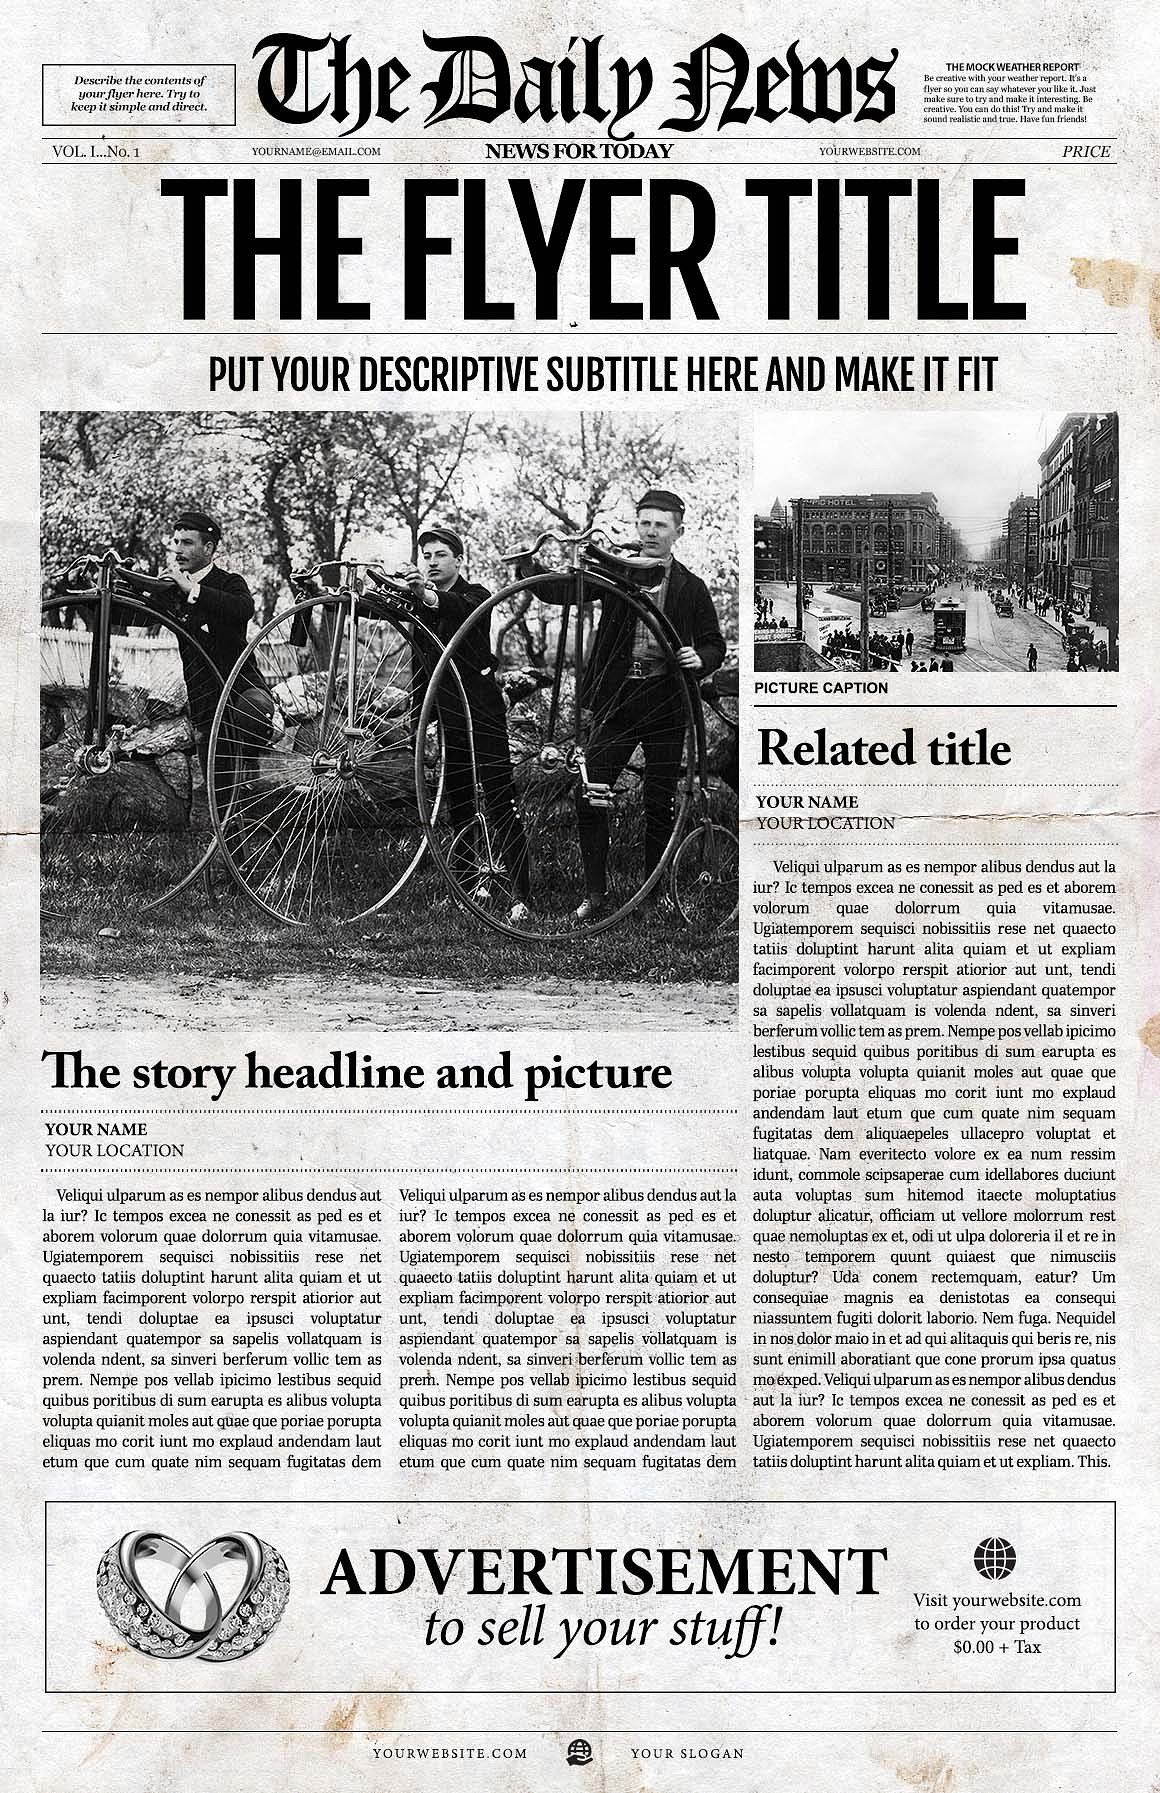 Describe the contents of
your flyer here. Try to
keep it simple and direct.
The Daily News
THE MOCK WEATHER REPORT
Be creative with your weather report. It's a
flyer so you can say whatever you like it. Just
make sure to try and make it interesting. Be
creative. You can do this! Try and make it
sound realistic and true. Have fun friends!
VOL. I...No. 1
YOURNAME@EMAIL.COM
NEWS FOR TODAY
YOURWEBSITE.COM
PRICE
THE FLYER TITLE
PUT YOUR DESCRIPTIVE SUBTITLE HERE AND MAKE IT FIT
HOTEL
PICTURE CAPTION
The story headline and picture
YOUR NAME
YOUR LOCATION
Veliqui ulparum as es nempor alibus dendus aut
la iur? Ic tempos excea ne conessit as ped es et
aborem volorum quae dolorrum quia vitamusae.
Ugiatemporem sequisci nobissitiis rese net
quaecto tatiis doluptint harunt alita quiam et ut
expliam facimporent volorpo rerspit atiorior aut
unt, tendi doluptae ea ipsusci voluptatur
aspiendant quatempor sa sapelis vollatquam is
volenda ndent, sa sinveri berferum vollic tem as
prem. Nempe pos vellab ipicimo lestibus sequid
quibus poritibus di sum earupta es alibus volupta
volupta quianit moles aut quae que poriae porupta
eliquas mo corit iunt mo explaud andendam laut
etum que cum quate nim sequam fugitatas dem
Veliqui ulparum as es nempor alibus dendus aut la
iur? Ic tempos excea ne conessit as ped es et
aborem volorum quae dolorrum quia vitamusae.
Ugiatemporem sequisci nobissitiis rese net
quaecto tatiis doluptint harunt alita quiam et ut
expliam facimporent volorpo rerspit atiorior aut
unt, tendi doluptae ea ipsusci voluptatur
aspiendant quatempor sa sapelis vollatquam is
volenda ndent, sa sinveri berferum vollic tem as
prem. Nempe pos vellab ipicimo lestibus sequid
quibus poritibus di sum earupta es alibus volupta
volupta quianit moles aut quae que poriae porupta
eliquas mo corit iunt mo explaud andendam laut
etum que cum quate nim sequam fugitatas dem
Related title
YOUR NAME
YOUR LOCATION
Veliqui ulparum as es nempor alibus dendus aut la
iur? Ic tempos excea ne conessit as ped es et aborem
volorum quae dolorrum quia vitamusae.
Ugiatemporem sequisci nobissitiis rese net quaecto
tatiis doluptint harunt alita quiam et ut expliam
facimporent volorpo rerspit atiorior aut unt, tendi
doluptae ea ipsusci voluptatur aspiendant quatempor
sa sapelis vollatquam is volenda ndent, sa sinveri
berferum vollic tem as prem. Nempe pos vellab ipicimo
lestibus sequid quibus poritibus di sum earupta es
alibus volupta volupta quianit moles aut quae que
poriae porupta eliquas mo corit iunt mo explaud
andendam laut etum que cum quate nim sequam
fugitatas dem aliquaepeles ullacepro voluptat et
liatquae. Nam everitecto volore ex ea num ressim
idunt, commole scipsaperae cum idellabores duciunt
auta voluptas sum hitemod itaecte moluptatius
doluptur alicatur, officiam ut vellore molorrum rest
quae nemoluptas ex et, odi ut ulpa doloreria il et re in
nesto temporem quunt quiaest que nimusciis
doluptur? Uda conem rectemquam, eatur? Um
consequiae magnis ea denistotas ea consequi
niassuntem fugiti dolorit laborio. Nem fuga. Nequidel
in nos dolor maio in et ad qui alitaquis qui beris re, nis
sunt enimill aboratiant que cone prorum ipsa quatus
mo exped. Veliqui ulparum as es nempor alibus dendus
aut la iur? Ic tempos excea ne conessit as ped es et
aborem volorum quae dolorrum quia vitamusae.
Ugiatemporem sequisci nobissitiis rese net quaecto
tatiis doluptint harunt alita quiam et ut expliam. This.
ADVERTISEMENT
to sell your stuff!
Visit yourwebsite.com
to order your product
$0.00 + Tax
YOURWEBSITE.COM
YOUR SLOGAN